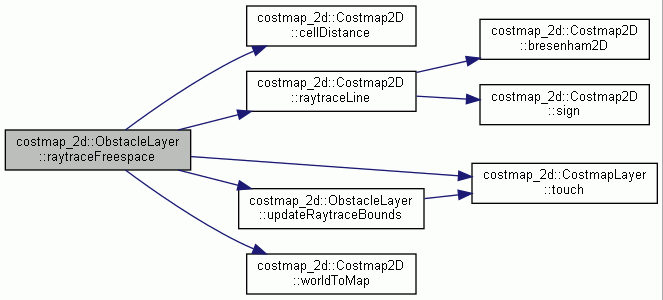 costmap_2d::ObstacleLayer
::raytraceFreespace
costmap_2d::Costmap2D
::cellDistance
costmap_2d::Costmap2D
::raytraceLine
costmap_2d::Costmap2D
::bresenham2D
costmap_2d::Costmap2D
::sign
costmap_2d::CostmapLayer
::touch
costmap_2d::ObstacleLayer
::updateRaytraceBounds
costmap_2d::Costmap2D
::worldToMap